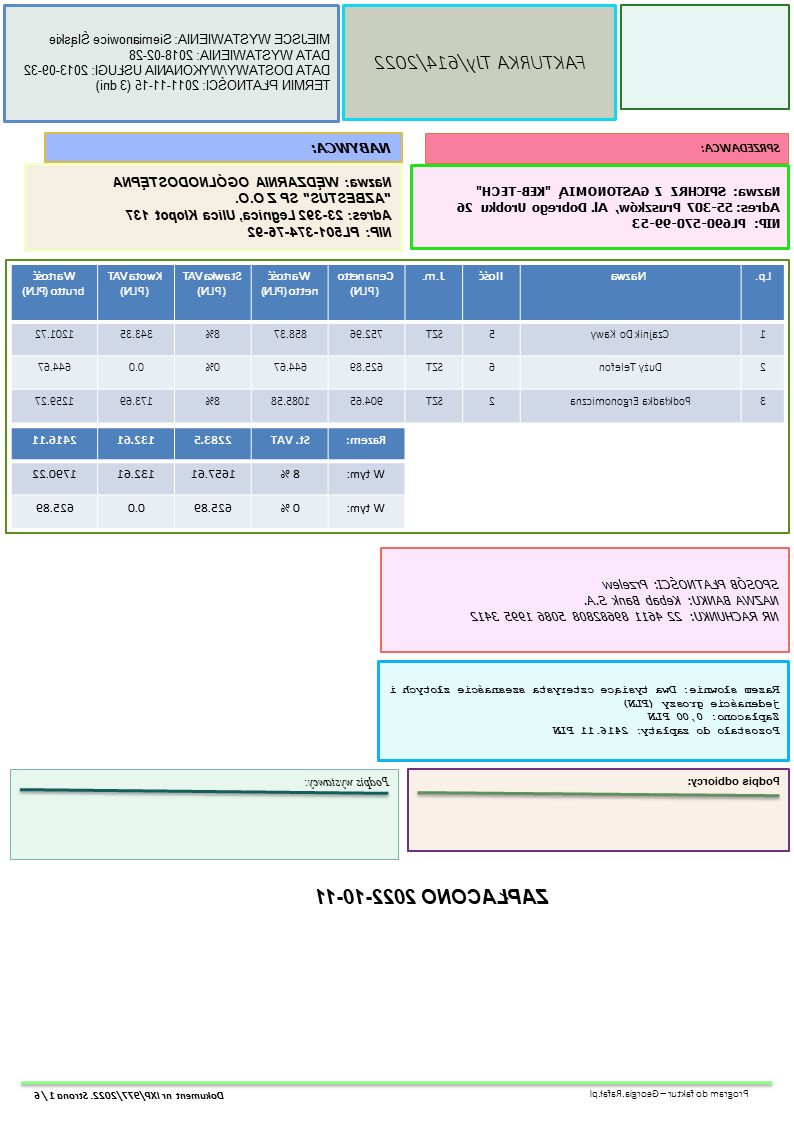 FAKTURKA Tly/614/2022
MIEJSCE WYSTAWIENIA: Siemianowice Śląskie
DATA WYSTAWIENIA: 2018-02-28
DATA DOSTAWY/WYKONANIA USŁUGI: 2013-09-23
TERMIN PŁATNOŚCI: 2011-11-15 (3 dni)
SPRZEDAWCA:
Nazwa: SPICHRZ Z GASTONOMIĄ "KEB-TECH"
Adres: 55-307 Pruszków, Al. Dobrego Urobku 26
NIP: PL690-570-99-53
NABYWCA:
Nazwa: WĘDZARNIA OGÓLNODOSTĘPNA
"AZBESTUS" SP Z O.O.
Adres: 23-392 Legnica, Ulica Kłopot 137
NIP: PL501-374-76-92
Lp. Nazwa Ilość J.m. Cena netto (PLN) Wartość netto (PLN) Stawka VAT (PLN) Kwota VAT (PLN) Wartość brutto (PLN)
1 Czajnik Do Kawy 5 SZT 752.96 858.37 8% 343.35 1201.72
2 Duży Telefon 6 SZT 625.89 644.67 0% 0.0 644.67
3 Podkładka Ergonomiczna 2 SZT 904.65 1085.58 8% 173.69 1259.27
Razem: St. VAT 2283.5 132.61 2416.11
W tym: 8 % 1657.61 132.61 1790.22
W tym: 0 % 625.89 0.0 625.89
SPOSÓB PŁATNOŚCI: Przelew
NAZWA BANKU: Kebab Bank S.A.
NR RACHUNKU: 22 4611 89682808 5086 1995 3412
Razem słownie: Dwa tysiące czterysta szesnaście złotych i
jedenaście groszy (PLN)
Zapłacono: 0,00 PLN
Pozostało do zapłaty: 2416.11 PLN
Podpis odbiorcy:
Podpis wystawcy:
ZAPŁACONO 2022-10-11
Program do faktur – Georgia.Rafał.pl
Dokument nr IXP/977/2022. Strona 1 / 6